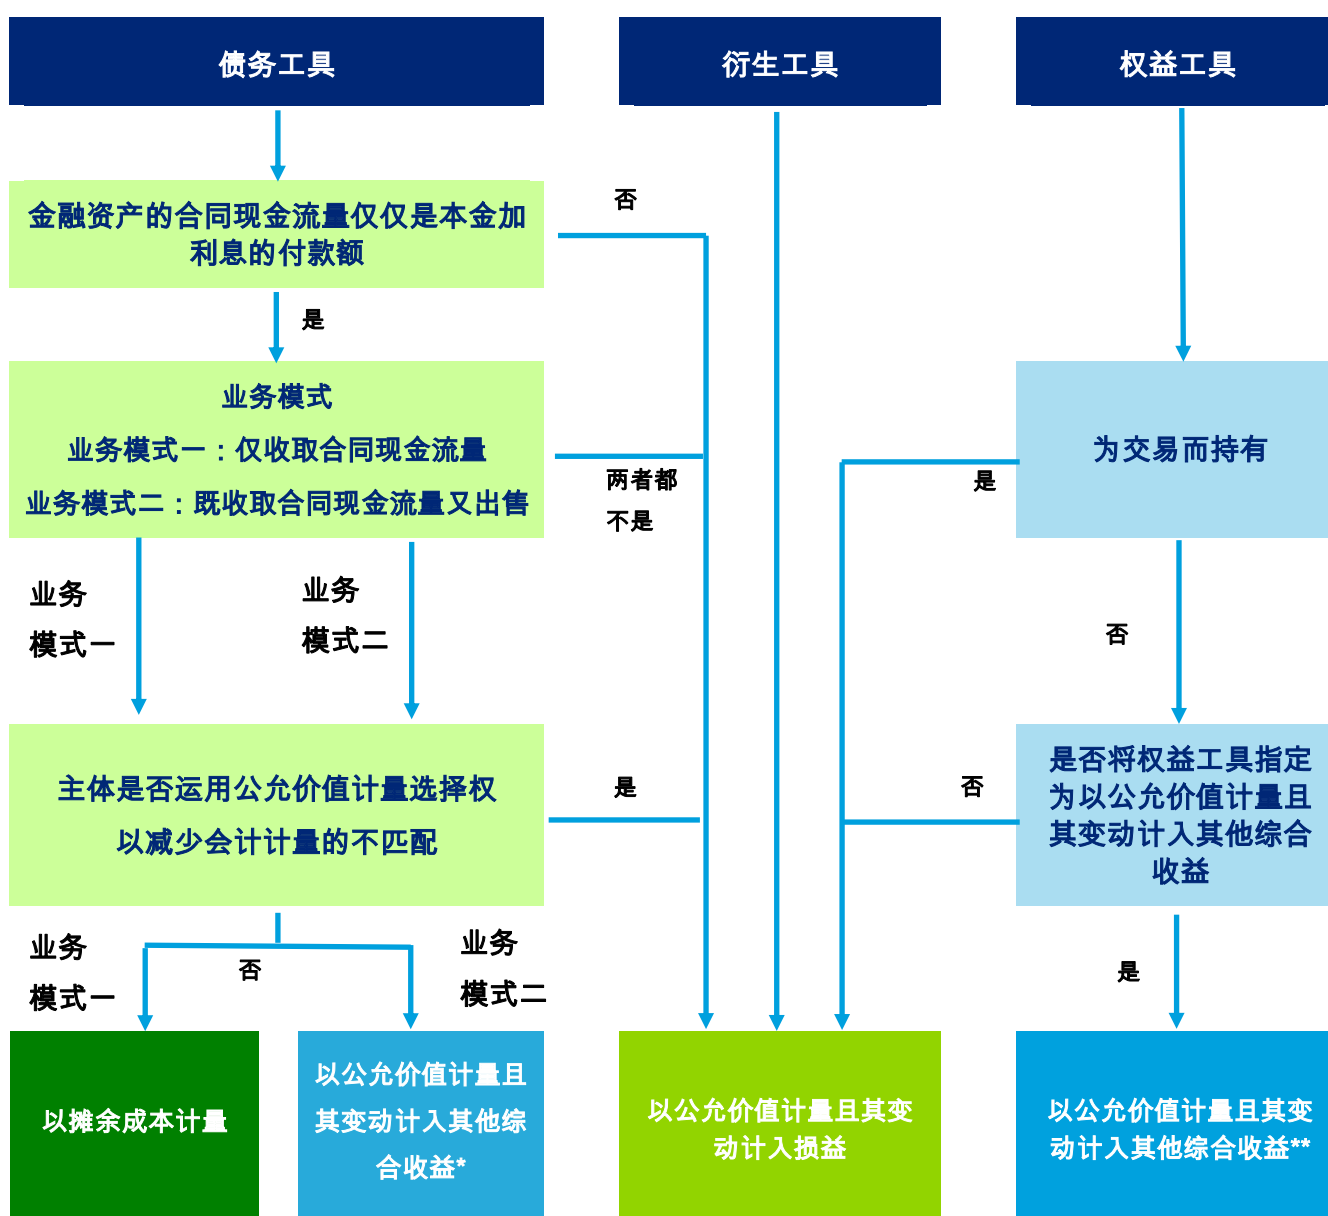 债务工具
衍生工具
权益工具
金融资产的合同现金流量仅仅是本金加
利息的付款额
否
是
业务模式
业务模式一：仅收取合同现金流量
业务模式二：既收取合同现金流量又出售
两者都
不是
为交易而持有
是
业务
模式一
业务
模式二
否
主体是否运用公允价值计量选择权
以减少会计计量的不匹配
是
否
是否将权益工具指定
为以公允价值计量且
其变动计入其他综合
收益
业务
模式一
否
业务
模式二
是
以摊余成本计量
以公允价值计量且
其变动计入其他综
合收益*
以公允价值计量且其变
动计入损益
以公允价值计量且其变
动计入其他综合收益**